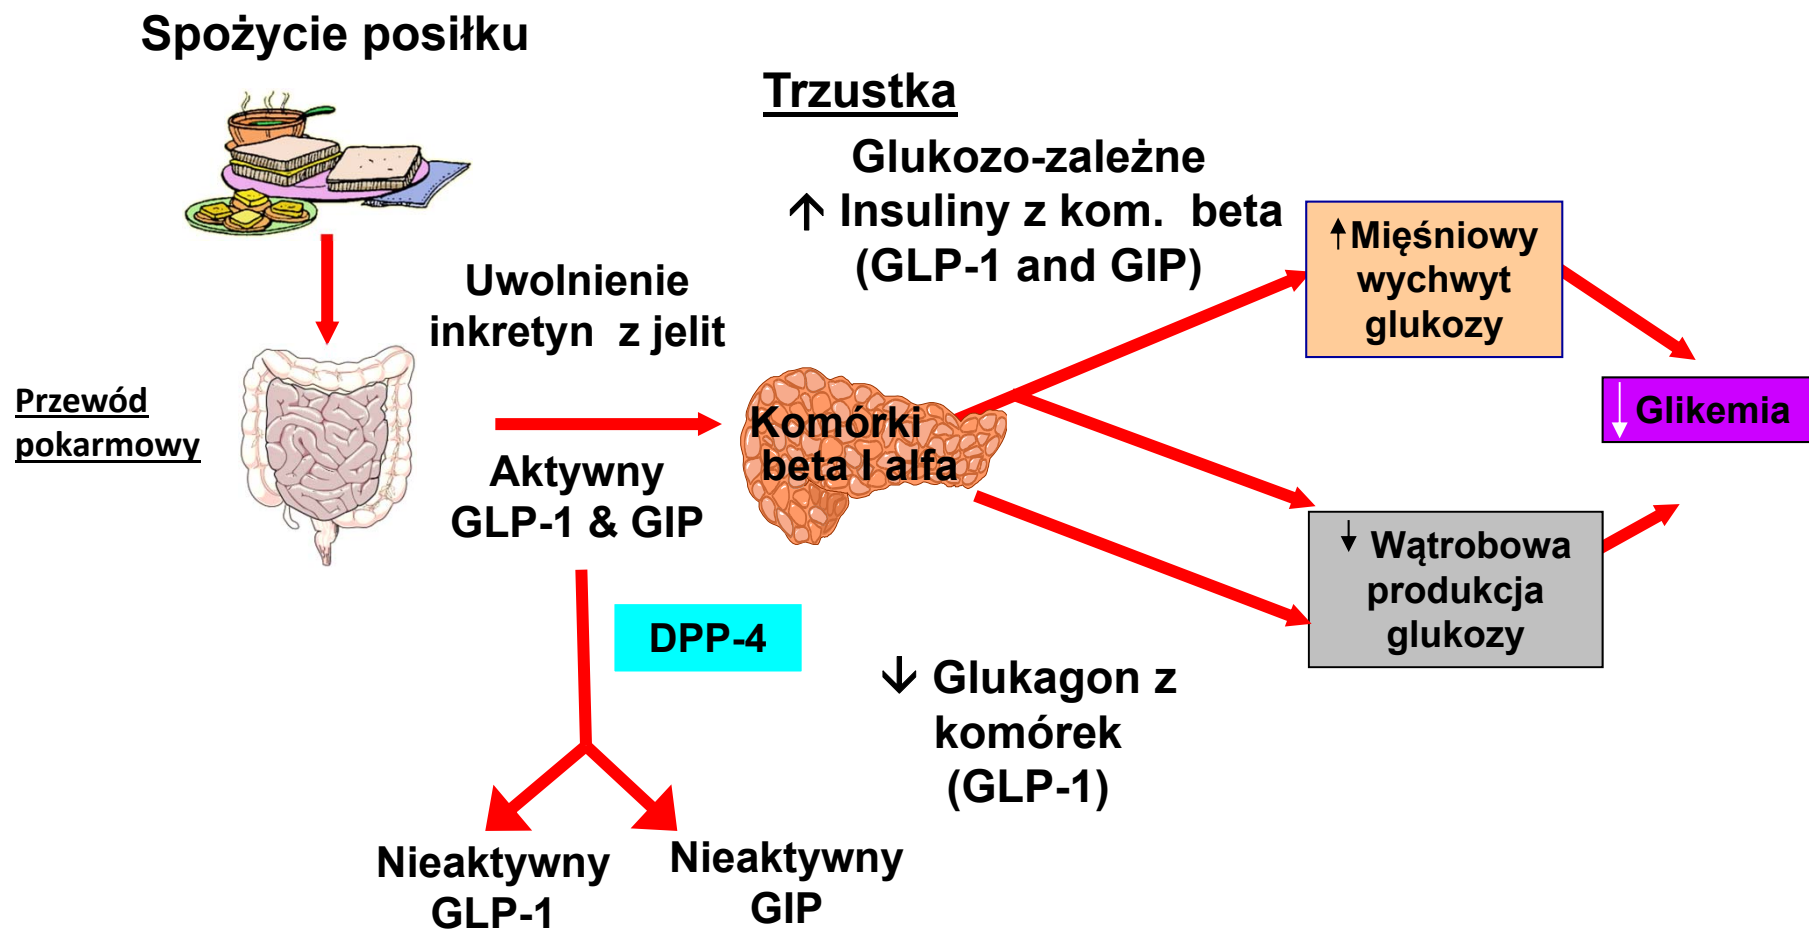 Spożycie posiłku
Trzustka
Glukozo-zależne
↑ Insuliny z kom. beta
(GLP-1 and GIP)
Uwolnienie
inkretyn z jelit
Przewód
pokarmowy
Komórki
beta I alfa
Aktywny
GLP-1 & GIP
DPP-4
↑Mięśniowy
wychwyt
glukozy
↓ Glikemia
↓ Wątrobowa
produkcja
glukozy
↓ Glukagon z
komórek
(GLP-1)
Nieaktywny
GLP-1
Nieaktywny
GIP